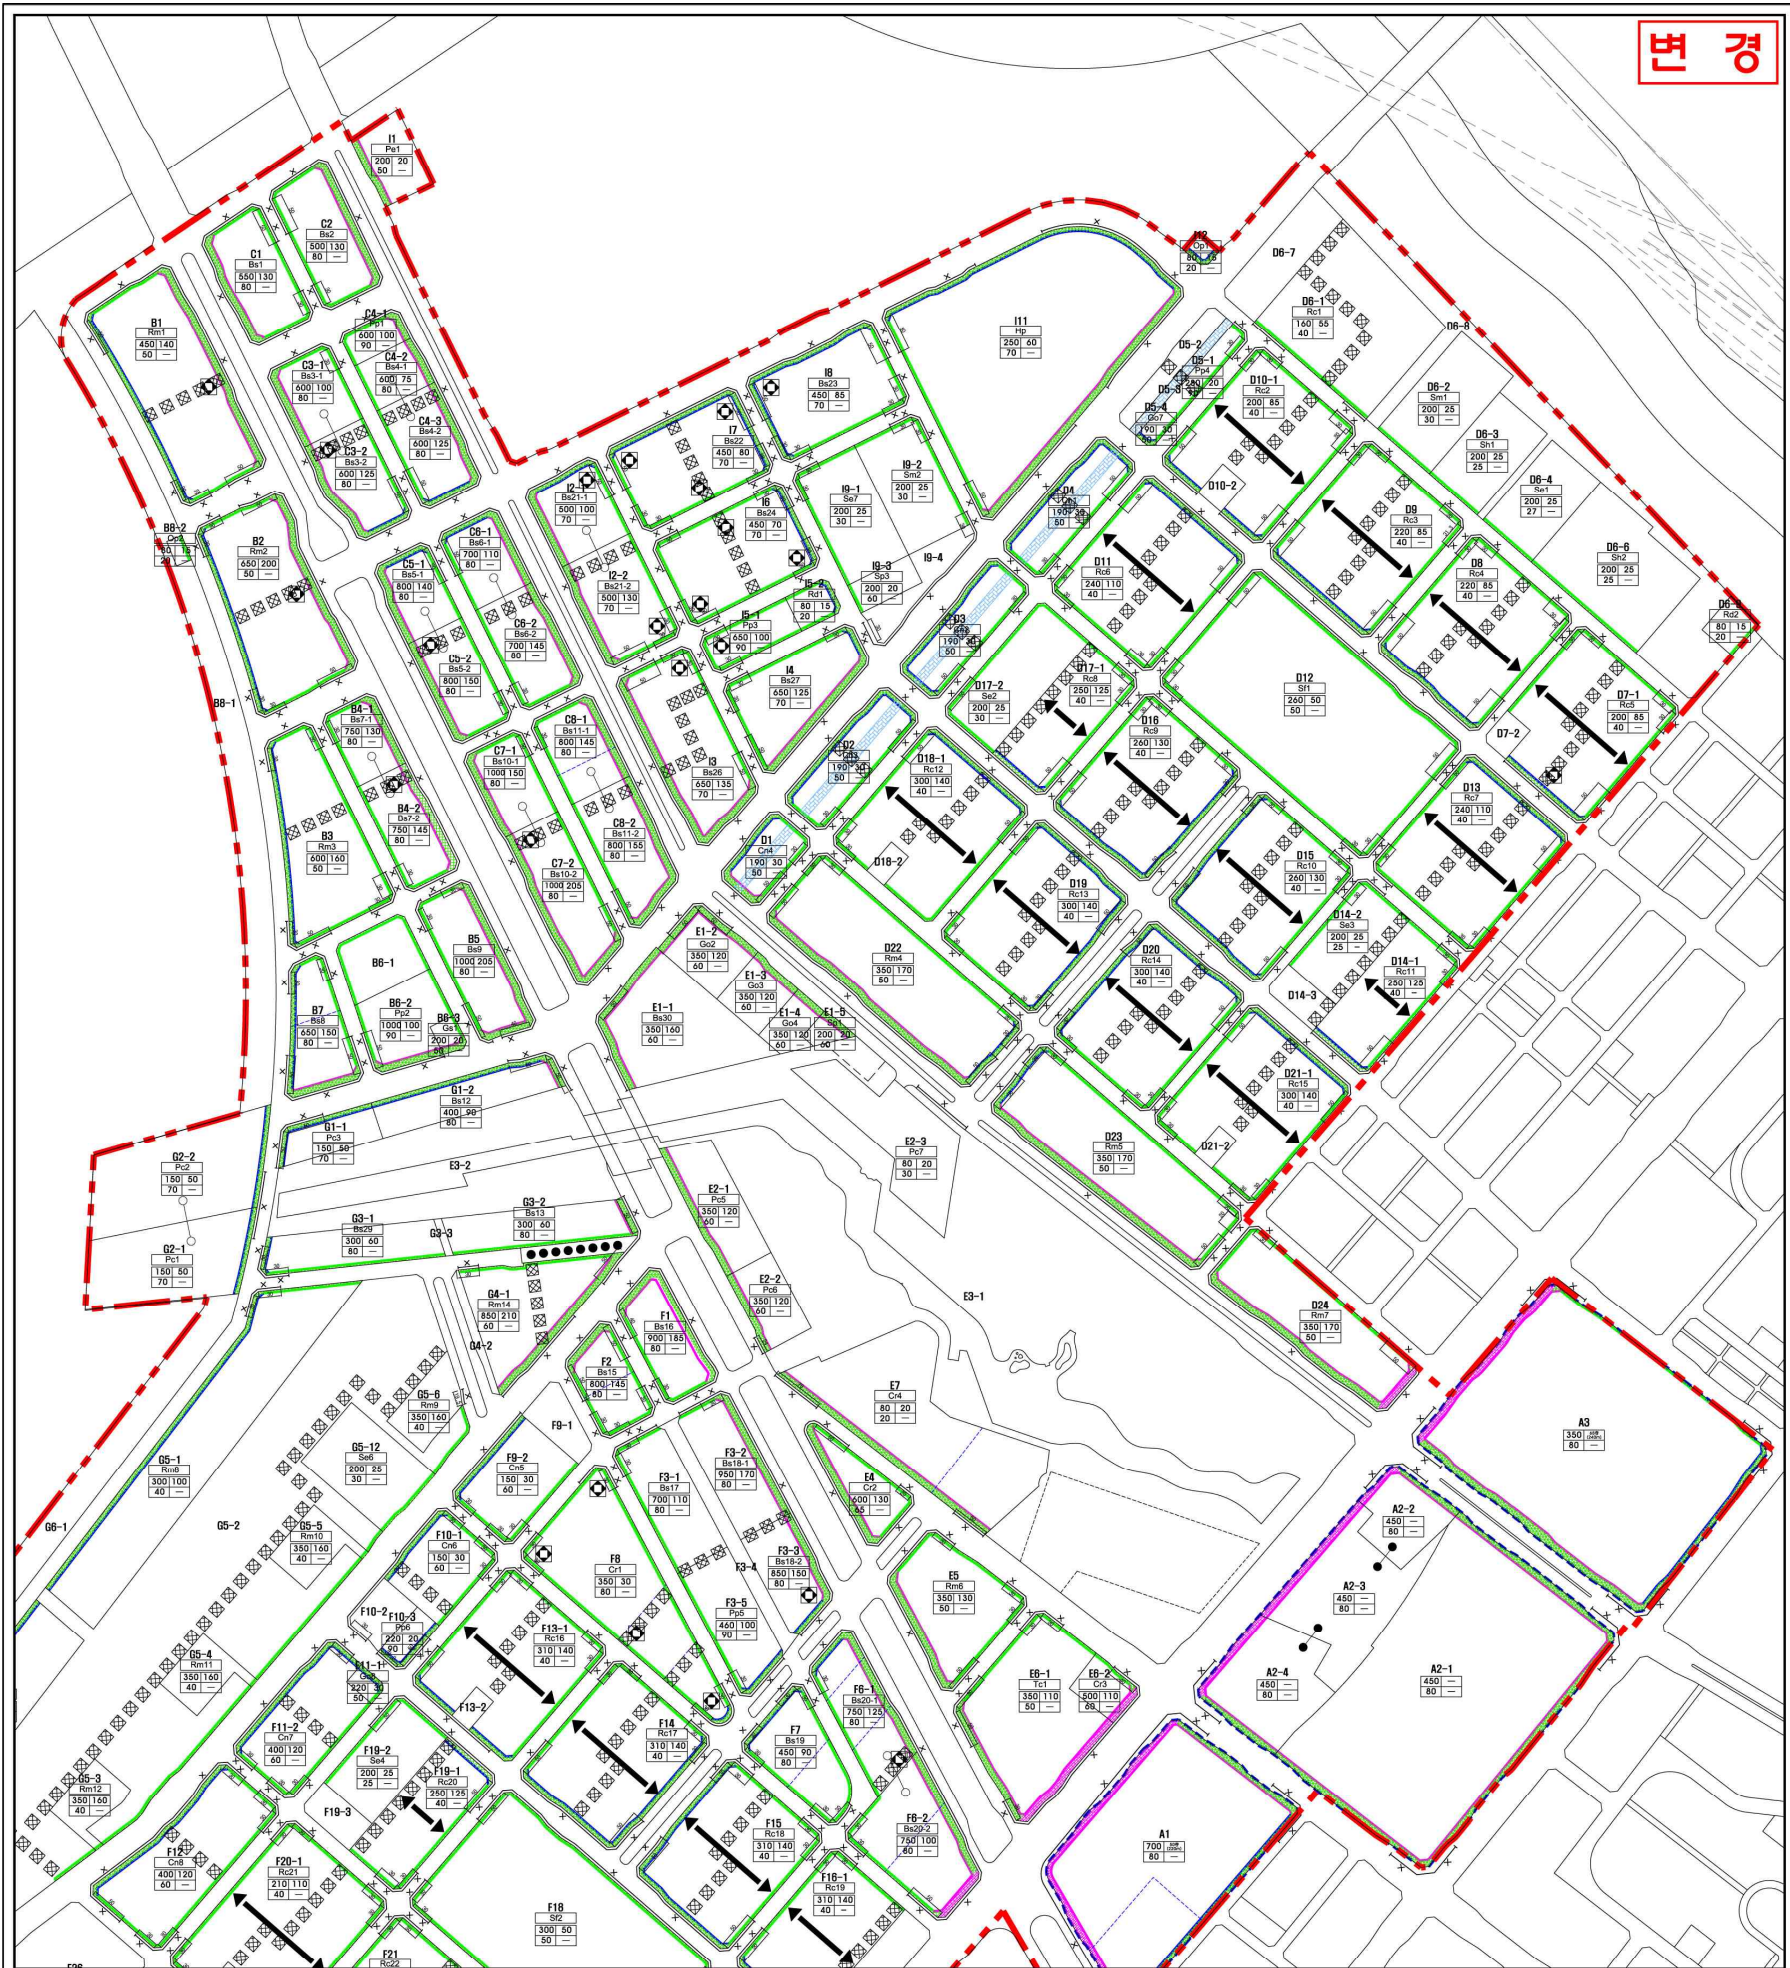 변 경
I1
Pe1
200 20
50 —
C2
Bs2
500 130
80 —
C1
Bs1
550 130
80 —
B1
Rm1
450 140
50 —
C4-1
Pp1
600 100
90 —
C4-2
Bs4-1
600 75
80 —
C3-1
Bs3-1
600 100
80 —
C4-3
Bs4-2
600 125
80 —
C3-2
Bs3-2
600 125
80 —
I11
Hp
250 60
70 —
I12
Op1
20 —
D6-7
D6-1
Rc1
160 55
40 —
D6-8
D5-2
D5-1
Pp4
D5-3
D5-4
Go7
190 30
D10-1
Rc2
200 85
40 —
D10-2
D6-2
Sm1
200 25
30 —
D6-3
Sh1
200 25
25 —
D6-4
Se1
200 25
27 —
D6-6
Sh2
200 25
25 —
Rd2
80 15
20 —
I8
Bs23
450 85
70 —
I7
Bs22
450 80
70 —
I6
Bs24
450 70
70 —
I9-2
Sm2
200 25
30 —
I9-1
Se7
200 25
30 —
I9-4
I9-3
Sp3
200 20
60 —
I5-2
Rd1
80 15
20 —
I5-1
Pp3
650 100
90 —
I4
Bs27
650 125
70 —
I3
Bs26
650 135
70 —
Bs21-1
500 100
70 —
I2-2
Bs21-2
500 130
70 —
B2
Rm2
650 200
50 —
B8-2
B8-1
C6-1
Bs6-1
700 110
80 —
C5-1
Bs5-1
800 140
80 —
C6-2
Bs6-2
700 145
C5-2
Bs5-2
800 150
80 —
B4-1
Bs7-1
750 130
80 —
B4-2
750 145
80 —
B3
Rm3
600 160
50 —
C8-1
Bs11-1
800 145
80 —
C7-1
Bs10-1
1000 150
80 —
C8-2
Bs11-2
800 155
80 —
C7-2
Bs10-2
1000 205
80 —
B5
Bs9
1000 205
80 —
B6-1
B6-2
Pp2
1000 100
90 —
B6-3
Gs1
200 20
B7
Bs8
650 150
80 —
D4
190 30
50 —
D3
190 30
50 —
D2
190 30
50 —
D1
Cn4
190 30
50 —
D11
Rc6
240 110
40 —
D9
Rc3
220 85
40 —
D8
Rc4
220 85
40 —
D7-1
Rc5
200 85
40 —
D7-2
D12
Sf1
260 50
50 —
D17-1
Rc8
250 125
40 —
D17-2
Se2
200 25
30 —
D16
Rc9
260 130
40 —
D18-1
Rc12
300 140
40 —
D18-2
D13
Rc7
240 110
40 —
D15
Rc10
260 130
40 —
D19
Rc13
300 140
40 —
D14-2
Se3
200 25
25 —
D14-1
Rc11
250 125
40 —
D14-3
D20
Rc14
300 140
40 —
D21-1
Rc15
300 140
40 —
D21-2
D22
Rm4
350 170
50 —
D23
Rm5
350 170
50 —
D24
Rm7
350 170
50 —
E1-2
Go2
350 120
60 —
E1-3
Go3
350 120
60 —
E1-1
Bs30
350 160
60 —
E1-4
Go4
350 120
60 —
E1-5
Sp1
200 20
60 —
G1-2
Bs12
400 90
80 —
G1-1
Pc3
150 50
70 —
G2-2
Pc2
150 50
70 —
G2-1
Pc1
150 50
70 —
E3-2
E2-3
Pc7
80 20
30 —
E2-1
Pc5
350 120
60 —
E2-2
Pc6
350 120
60 —
E3-1
G3-1
Bs29
300 60
80 —
G3-3
G3-2
Bs13
300 60
80 —
G4-1
Rm14
850 210
60 —
G4-2
F1
Bs16
900 185
80 —
F2
Bs15
800 145
80 —
E7
Cr4
80 20
20 —
A3
350
80 —
G5-6
Rm9
350 160
40 —
G5-12
Se6
200 25
30 —
G5-1
300 100
40 —
G5-5
Rm10
350 160
40 —
G5-2
G6-1
G5-4
Rm11
350 160
40 —
G5-3
Rm12
350 160
40 —
F9-1
F9-2
Cn5
150 30
60 —
F10-1
Cn6
150 30
60 —
F10-2
F10-3
Pp6
220 20
F3-2
Bs18-1
950 170
80 —
F3-1
Bs17
700 110
80 —
F3-3
Bs18-2
850 150
80 —
F3-4
F3-5
Pp5
460 100
90 —
F8
Cr1
350 30
80 —
E4
Cr2
600 130
65 —
E5
Rm6
350 130
50 —
E6-1
Tc1
350 110
50 —
E6-2
Cr3
500 110
60 —
A2-2
450 —
80 —
A2-3
450 —
80 —
A2-4
450 —
80 —
A2-1
450 —
80 —
A1
700
80 —
F11-1
220 30
50 —
F11-2
Cn7
400 120
60 —
F13-1
Rc16
310 140
40 —
F13-2
F14
Rc17
310 140
40 —
F6-1
Bs20-1
750 125
80 —
F7
Bs19
450 90
80 —
F6-2
Bs20-2
750 100
F19-2
Se4
200 25
25 —
F19-1
Rc20
250 125
40 —
F19-3
F15
Rc18
310 140
40 —
F12
Cn8
400 120
60 —
F20-1
Rc21
210 110
40 —
F16-1
Rc19
310 140
40 —
F18
Sf2
300 50
50 —
F21
Rc22